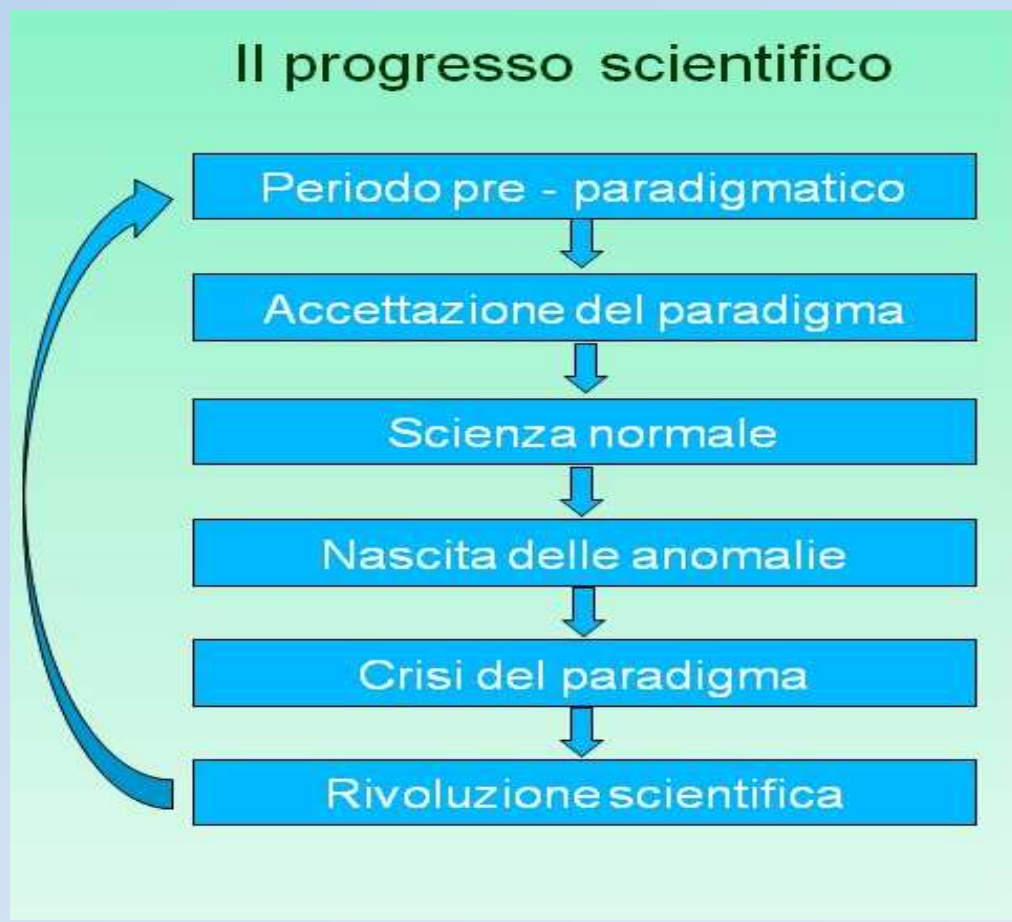 Il progresso scientifico
Periodo pre - paradigmatico
Accettazione del paradigma
Scienza normale
Nascita delle anomalie
Crisi del paradigma
Rivoluzione scientifica